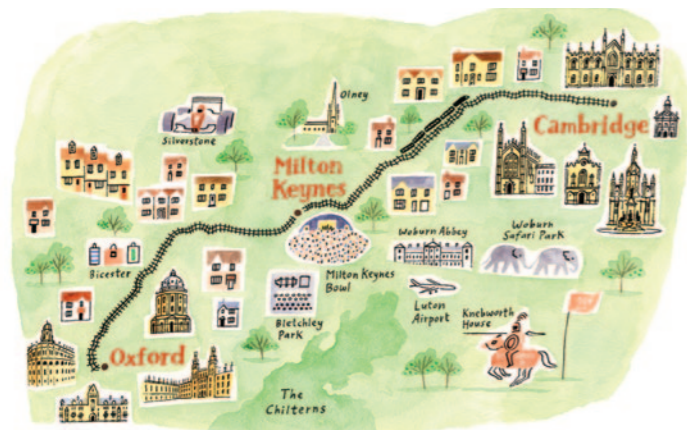 Olney
Silverstone
Cambridge
Milton
Keynes
Woburn Abbey
Woburn
Safari Park
Bicester
Milton Keynes
Bowl
Bletchley
Park
Luton
Airport
Knebworth
House
Oxford
The
Chilterns